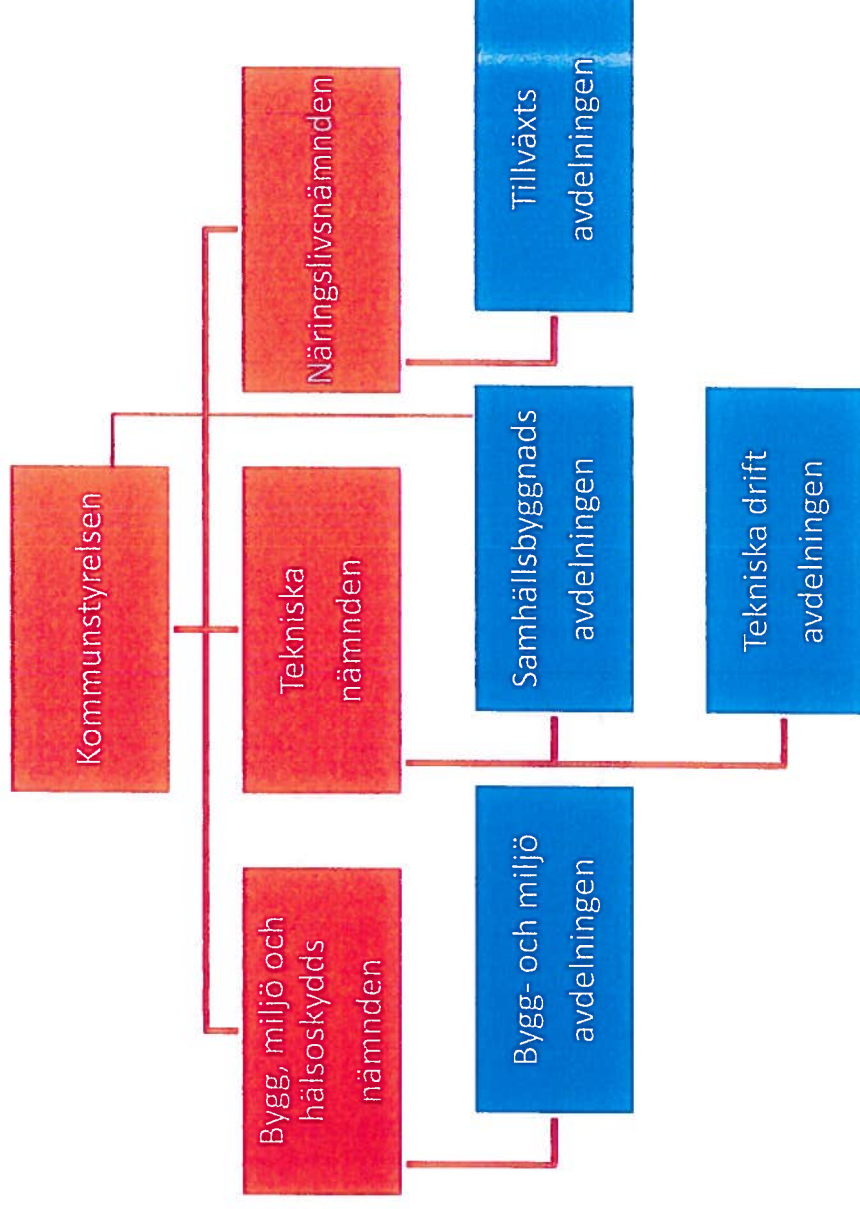 Kommunstyrelsen
Bygg, miljö och
hälsoskydds
nämnden
Tekniska
nämnden
Näringslivsnämnden
Bygg- och miljö
avdelningen
Samhällsbyggnads
avdelningen
Tillväxts
avdelningen
Tekniska drift
avdelningen